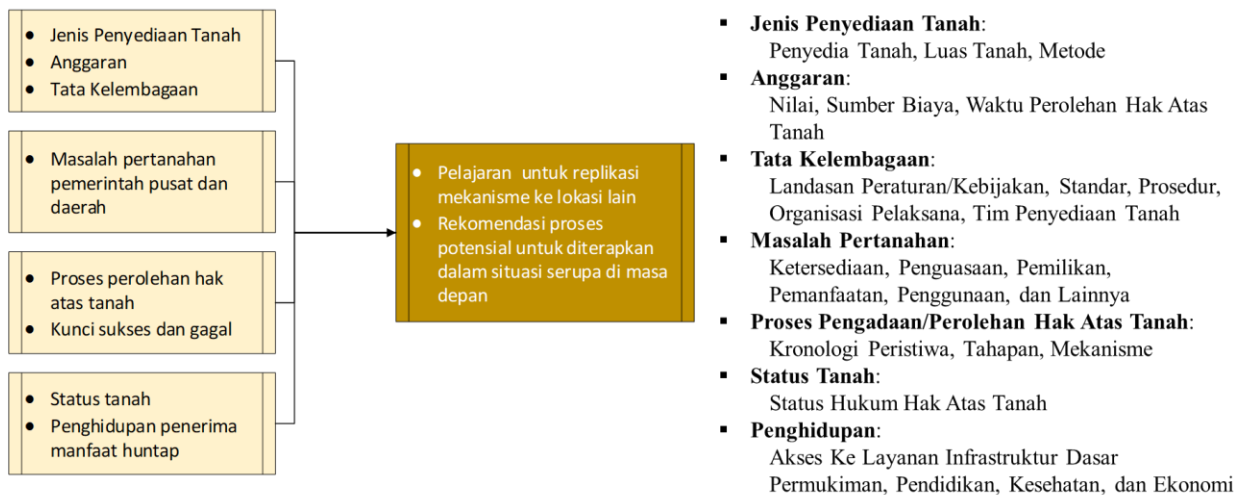 • Jenis Penyediaan Tanah
• Anggaran
• Tata Kelembagaan
• Masalah pertanahan
pemerintah pusat dan
daerah
• Proses perolehan hak
atas tanah
• Kunci sukses dan gagal
• Status tanah
• Penghidupan penerima
manfaat huntap
• Pelajaran untuk replikasi
mekanisme ke lokasi lain
• Rekomendasi proses
potensial untuk diterapkan
dalam situasi serupa di masa
depan
▪ Jenis Penyediaan Tanah:
Penyedia Tanah, Luas Tanah, Metode
▪ Anggaran:
Nilai, Sumber Biaya, Waktu Perolehan Hak Atas
Tanah
▪ Tata Kelembagaan:
Landasan Peraturan/Kebijakan, Standar, Prosedur,
Organisasi Pelaksana, Tim Penyediaan Tanah
▪ Masalah Pertanahan:
Ketersediaan, Penguasaan, Pemilikan,
Pemanfaatan, Penggunaan, dan Lainnya
▪ Proses Pengadaan/Perolehan Hak Atas Tanah:
Kronologi Peristiwa, Tahapan, Mekanisme
▪ Status Tanah:
Status Hukum Hak Atas Tanah
▪ Penghidupan:
Akses Ke Layanan Infrastruktur Dasar
Permukiman, Pendidikan, Kesehatan, dan Ekonomi